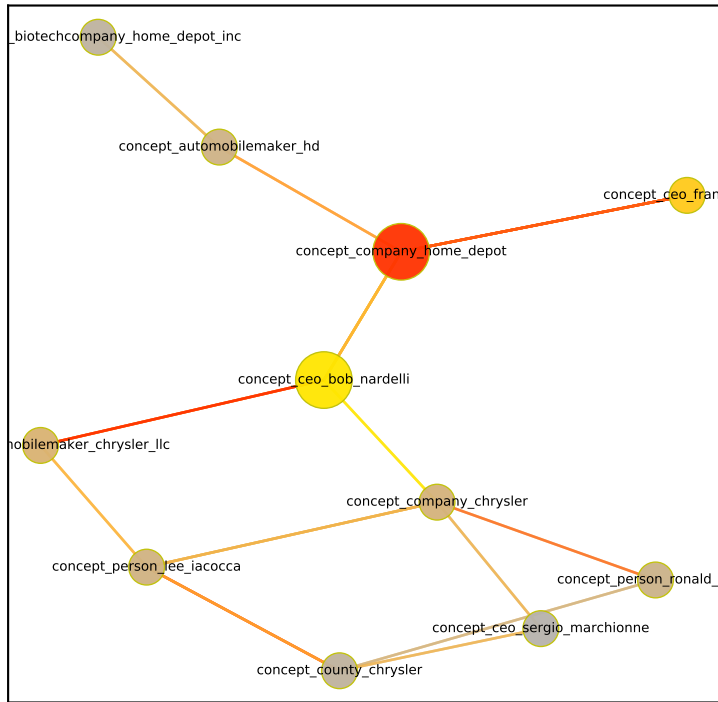 _biotechcompany_home_depot_inc
concept_automobilemaker_hd
concept_ceo_fran
concept_company_home_depot
concept_ceo_bob_nardelli
mobilemaker_chrysler_llc
concept_company_chrysler
concept_person_lee_iacocca
concept_person_ronald_
concept_ceo_sergio_marchionne
concept_county_chrysler